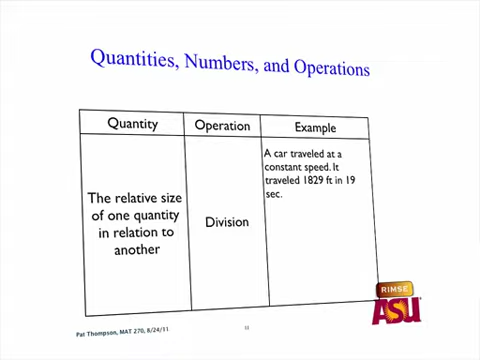 Quantities, Numbers, and Operations
Quantity
Operation
Example
The relative size
of one quantity
in relation to
another
Division
A car traveled at a
constant speed. It
traveled 1829 ft in 19
sec.
RIMSE
ASU
Pat Thompson, MAT 270, 8/24/11